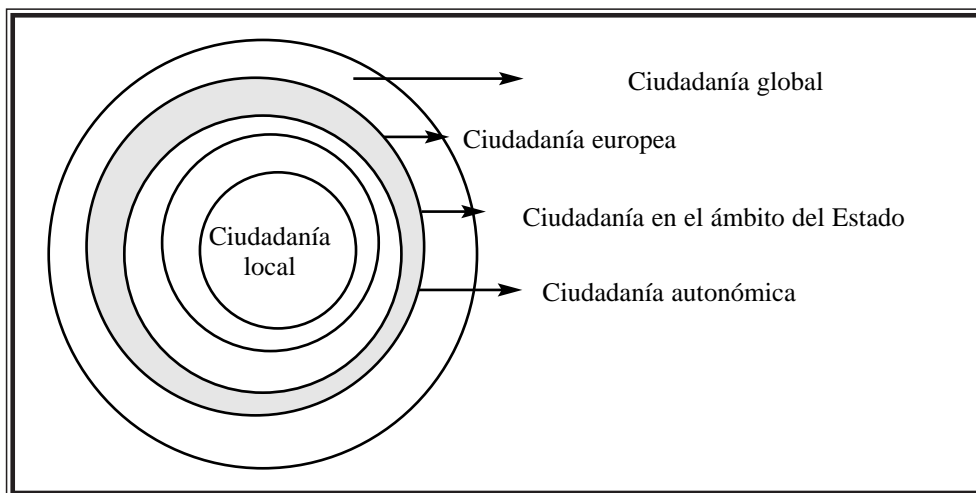 Ciudadanía global
Ciudadanía europea
Ciudadanía en el ámbito del Estado
Ciudadanía
local
Ciudadanía autonómica